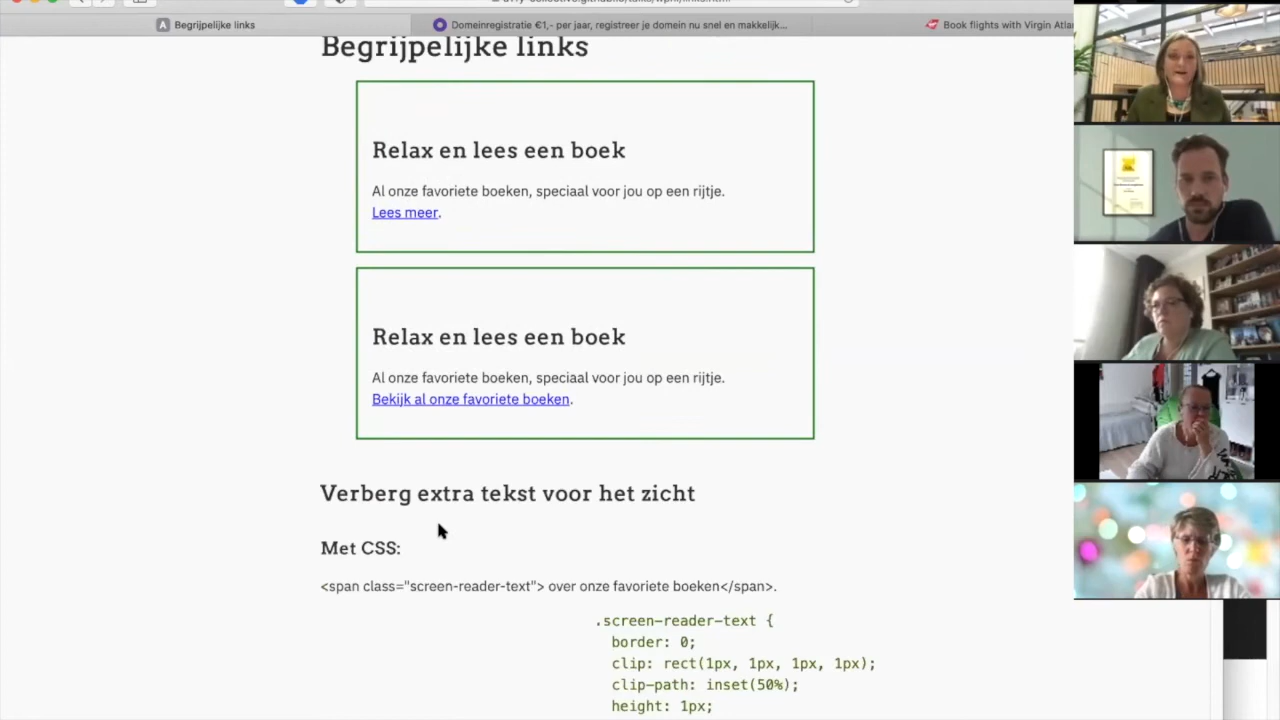 Begrijpelijke links
Domeinregistratie €1,- per jaar, registreer je domein nu snel en makkelijk...
Book flights with Virgin Atla
Begrijpelijke links
Relax en lees een boek
Al onze favoriete boeken, speciaal voor jou op een rijtje.
Lees meer.
Relax en lees een boek
Al onze favoriete boeken, speciaal voor jou op een rijtje.
Bekijk al onze favoriete boeken.
Verberg extra tekst voor het zicht
Met CSS:
<span class="screen-reader-text"> over onze favoriete boeken</span>.
.screen-reader-text {
border: 0;
clip: rect(1px, 1px, 1px, 1px);
clip-path: inset(50%);
height: 1px;